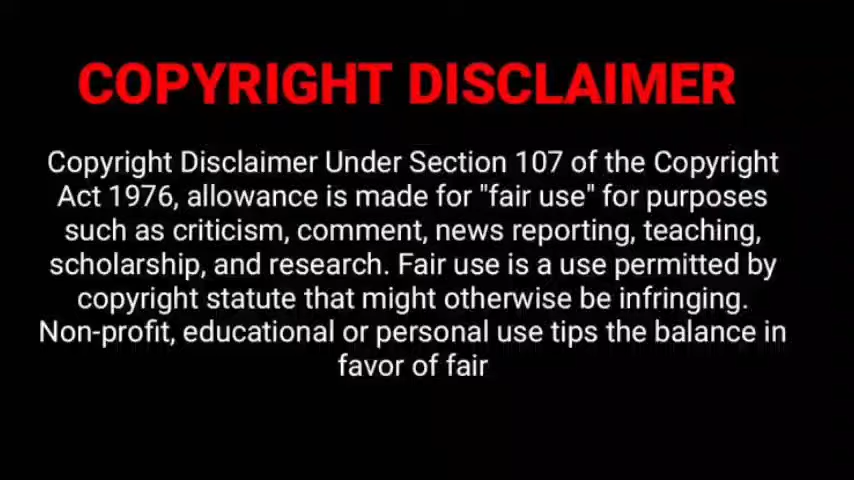 COPYRIGHT DISCLAIMER
Copyright Disclaimer Under Section 107 of the Copyright
Act 1976, allowance is made for "fair use" for purposes
such as criticism, comment, news reporting, teaching,
scholarship, and research. Fair use is a use permitted by
copyright statute that might otherwise be infringing.
Non-profit, educational or personal use tips the balance in
favor of fair